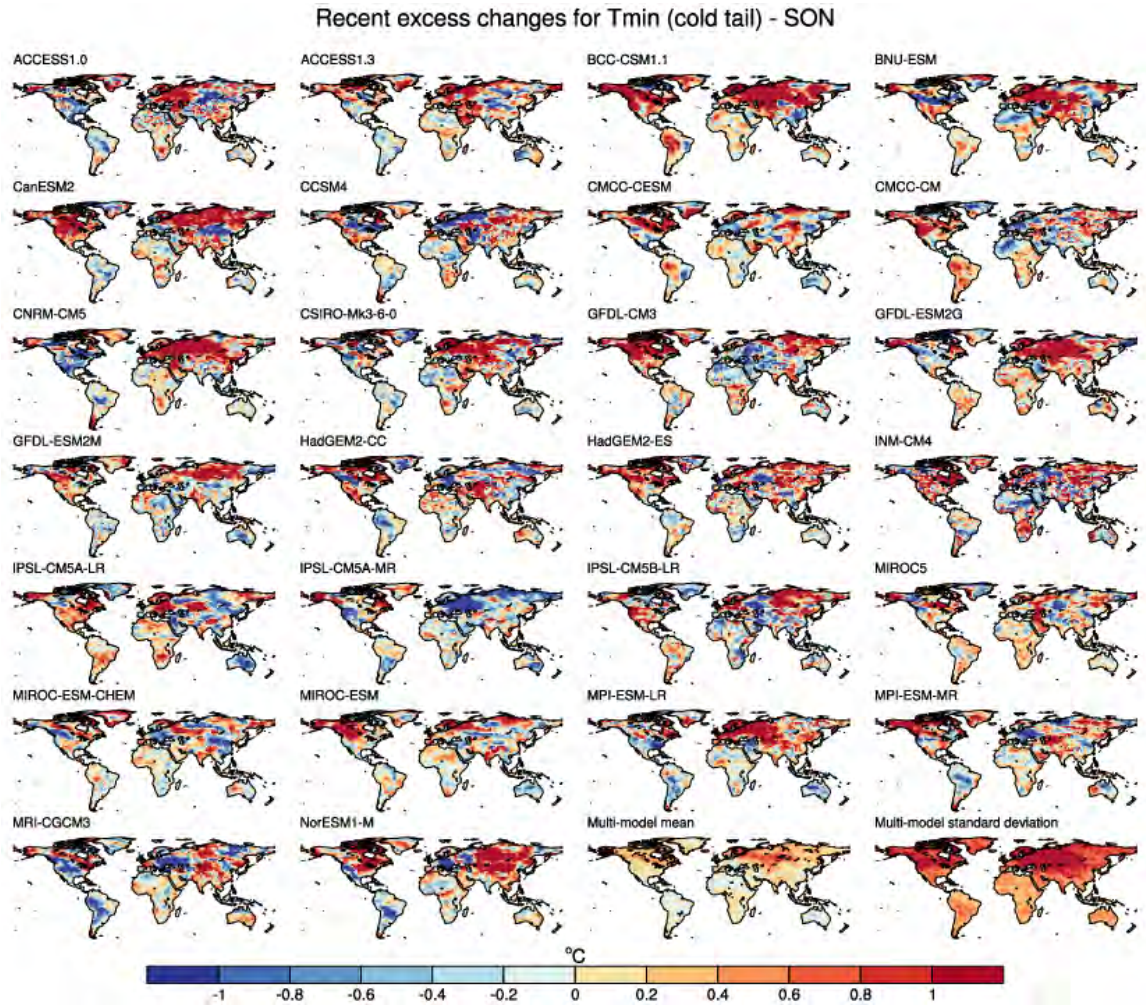 Recent excess changes for Tmin (cold tail) - SON
ACCESS1.0 ACCESS1.3 BCC-CSM1.1 BNU-ESM
CanESM2 CCSM4 CMCC-CESM CMCC-CM
CNRM-CM5 CSIRO-Mk3-6-0 GFDL-CM3 GFDL-ESM2G
GFDL-ESM2M HadGEM2-CC HadGEM2-ES INM-CM4
IPSL-CM5A-LR IPSL-CM5A-MR IPSL-CM5B-LR MIROC5
MIROC-ESM-CHEM MIROC-ESM MPI-ESM-LR MPI-ESM-MR
MRI-CGCM3 NorESM1-M Multi-model mean Multi-model standard deviation
°C
-1 -0.8 -0.6 -0.4 -0.2 0 0.2 0.4 0.6 0.8 1